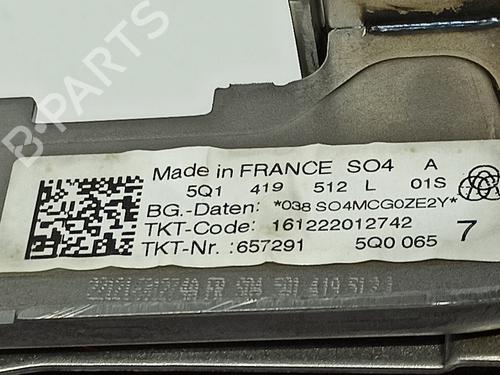 B-PARTS
Made in FRANCE SO4 A
5Q1 419 512 L 01S
BG.-Daten: *038 SO4MCG0ZE2Y*
TKT-Code: 161222012742
TKT-Nr.: 657291 5Q0 065 7